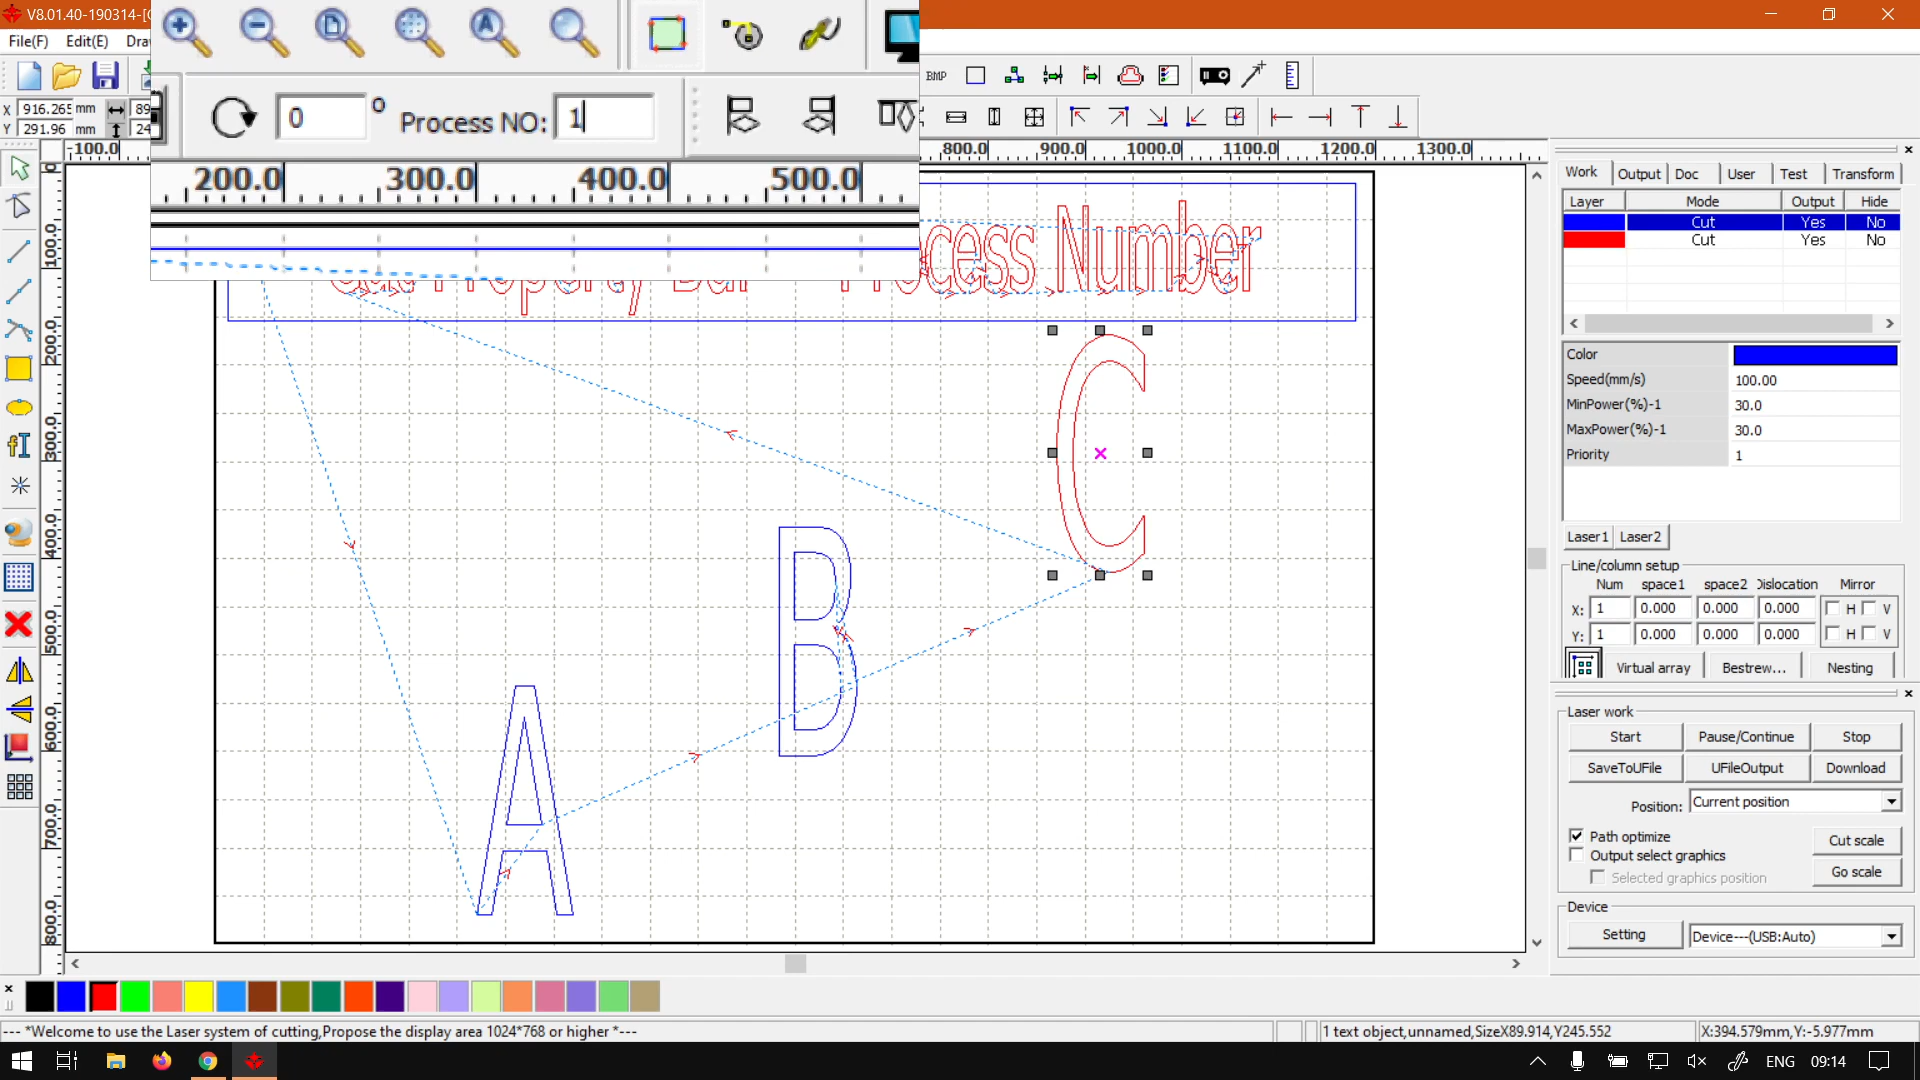 V8.01.40-190314-[
File(F) Edit(E) Dra
X 916.265 mm 89
Y 291.96 mm 24
0 ° Process NO: 1
BMP
200.0 300.0 400.0 500.0
-100.0 800.0 900.0 1000.0 1100.0 1200.0 1300.0
0
100.0
200.0
300.0
400.0
500.0
600.0
700.0
800.0
cess Number
A
B
C
Work Output Doc User Test Transform
Layer Mode Output Hide
Cut Yes No
Cut Yes No
Color
Speed(mm/s) 100.00
MinPower(%)-1 30.0
MaxPower(%)-1 30.0
Priority 1
Laser1 Laser2
Line/column setup
Num space1 space2 Dislocation Mirror
X: 1 0.000 0.000 0.000 H V
Y: 1 0.000 0.000 0.000 H V
Virtual array Bestrew... Nesting
Laser work
Start Pause/Continue Stop
SaveToUFile UFileOutput Download
Position: Current position
Path optimize Cut scale
Output select graphics
Selected graphics position Go scale
Device
Setting Device---(USB:Auto)
--- *Welcome to use the Laser system of cutting,Propose the display area 1024*768 or higher *---
1 text object,unnamed,SizeX89.914,Y245.552 X:394.579mm,Y:-5.977mm
ENG 09:14